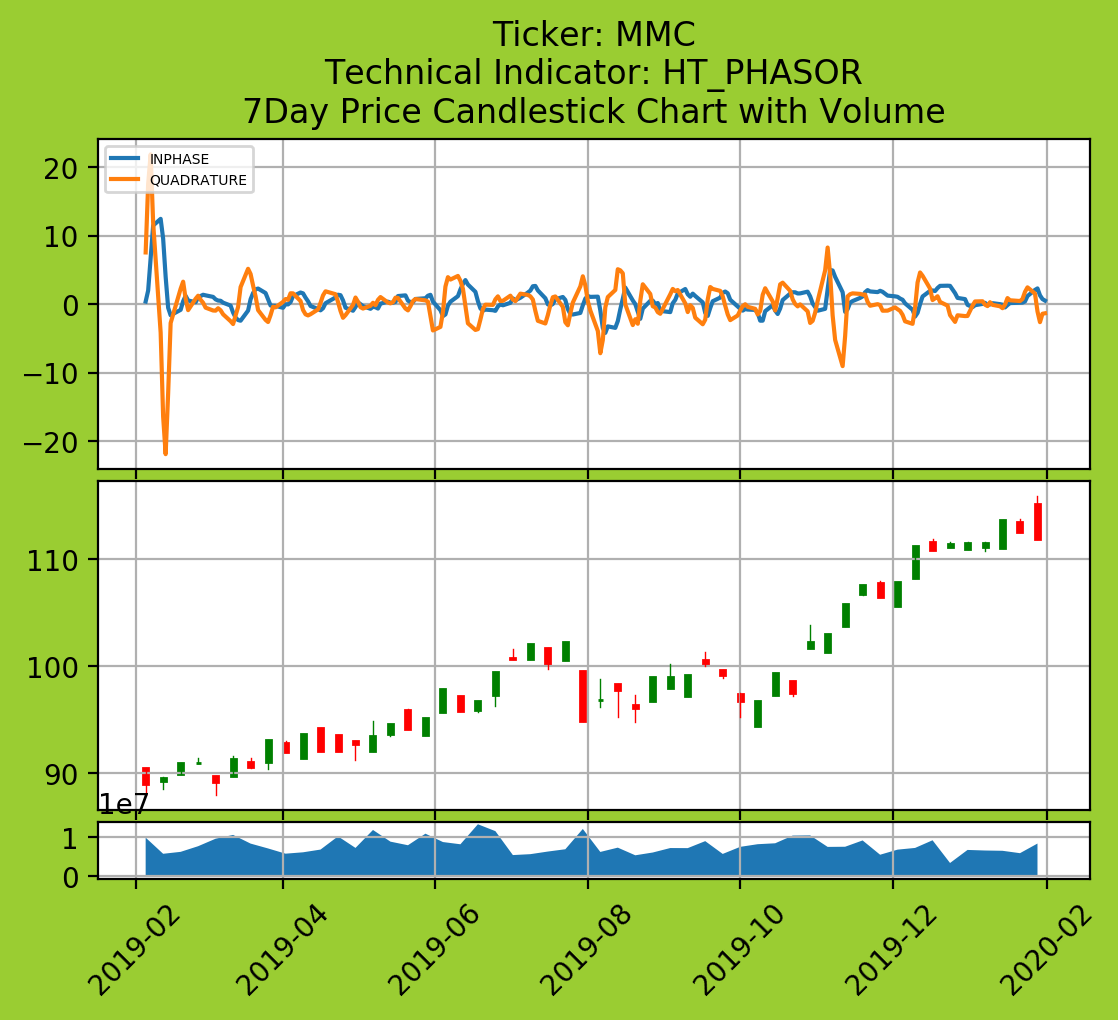 Ticker: MMC
Technical Indicator: HT_PHASOR
7Day Price Candlestick Chart with Volume
INPHASE
QUADRATURE
20
10
0
−10
−20
110
100
90
1e7
1
0
2019-02
2019-04
2019-06
2019-08
2019-10
2019-12
2020-02